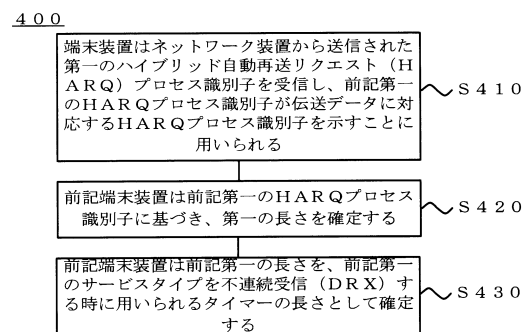 ４００
端末装置はネットワーク装置から送信された
第一のハイブリッド自動再送リクエスト（Ｈ
ＡＲＱ）プロセス識別子を受信し、前記第一
のＨＡＲＱプロセス識別子が伝送データに対
応するＨＡＲＱプロセス識別子を示すことに
用いられる
Ｓ４１０
前記端末装置は前記第一のＨＡＲＱプロセス
識別子に基づき、第一の長さを確定する
Ｓ４２０
前記端末装置は前記第一の長さを、前記第一
のサービスタイプを不連続受信（ＤＲＸ）す
る時に用いられるタイマーの長さとして確定
する
Ｓ４３０